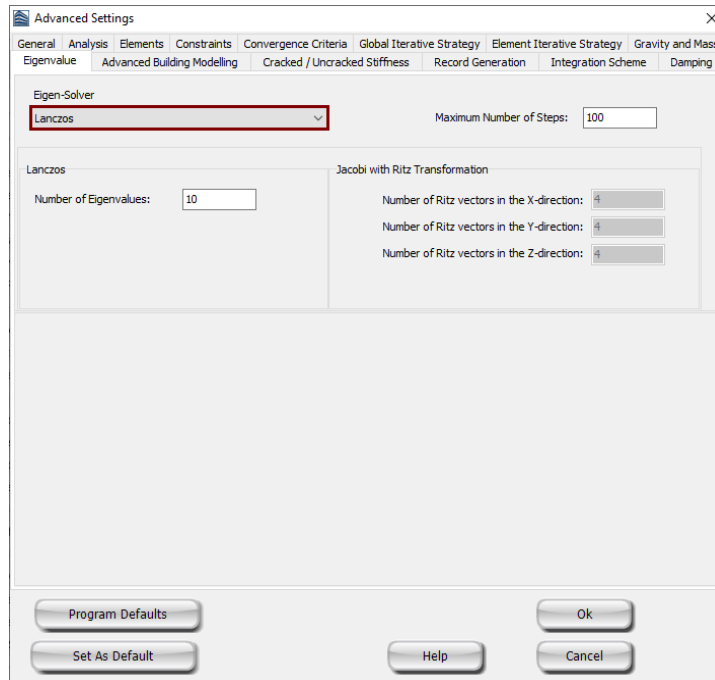 Advanced Settings
General Analysis Elements Constraints Convergence Criteria Global Iterative Strategy Element Iterative Strategy Gravity and Mass
Eigenvalue Advanced Building Modelling Cracked / Uncracked Stiffness Record Generation Integration Scheme Damping
Eigen-Solver
Lanczos
Maximum Number of Steps: 100
Lanczos
Number of Eigenvalues: 10
Jacobi with Ritz Transformation
Number of Ritz vectors in the X-direction: 4
Number of Ritz vectors in the Y-direction: 4
Number of Ritz vectors in the Z-direction: 4
Program Defaults
Ok
Set As Default
Help
Cancel